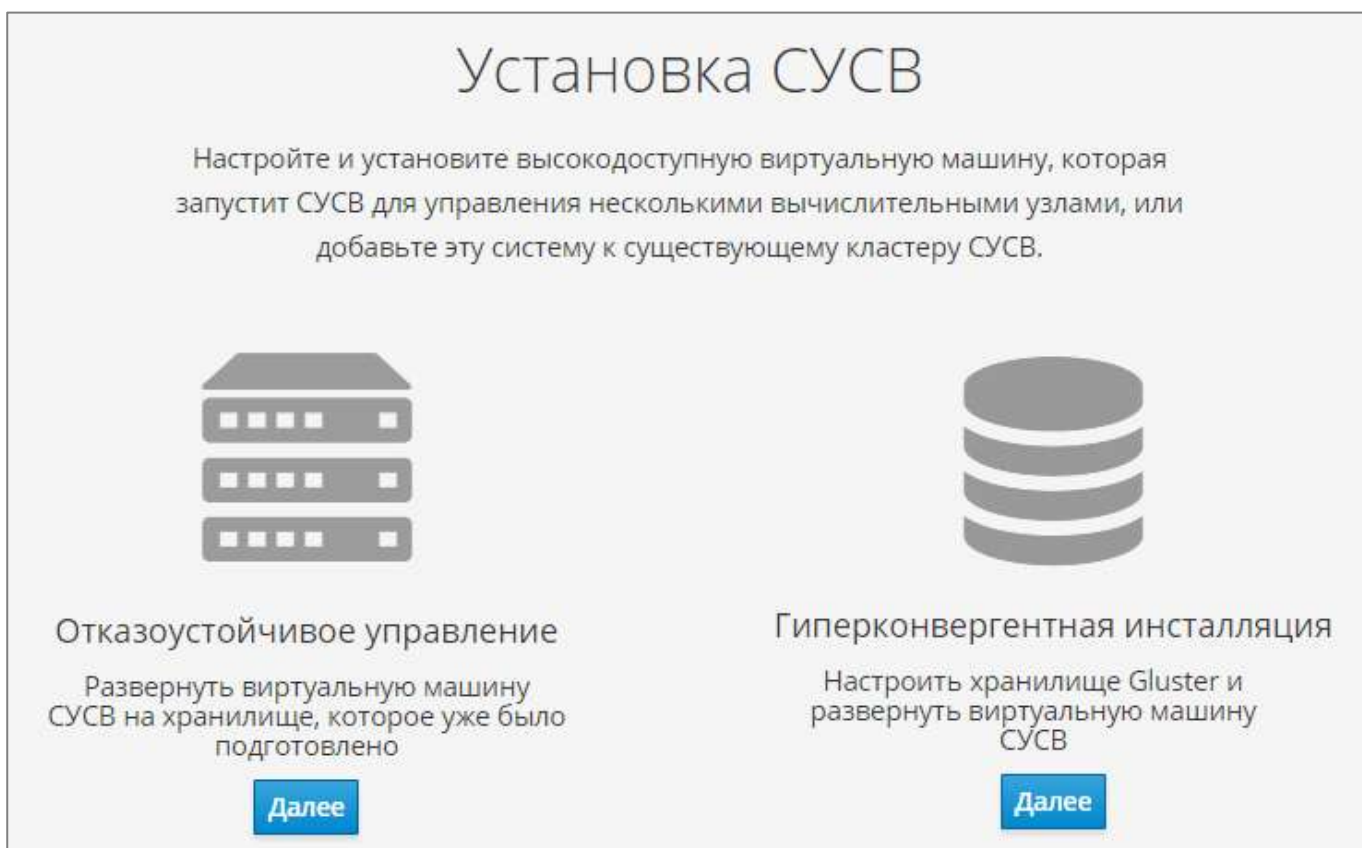 Установка СУСВ
Настройте и установите высокодоступную виртуальную машину, которая
запустит СУСВ для управления несколькими вычислительными узлами, или
добавьте эту систему к существующему кластеру СУСВ.
Отказоустойчивое управление
Развернуть виртуальную машину
СУСВ на хранилище, которое уже было
подготовлено
Далее
Гиперконвергентная инсталляция
Настроить хранилище Gluster и
развернуть виртуальную машину
СУСВ
Далее